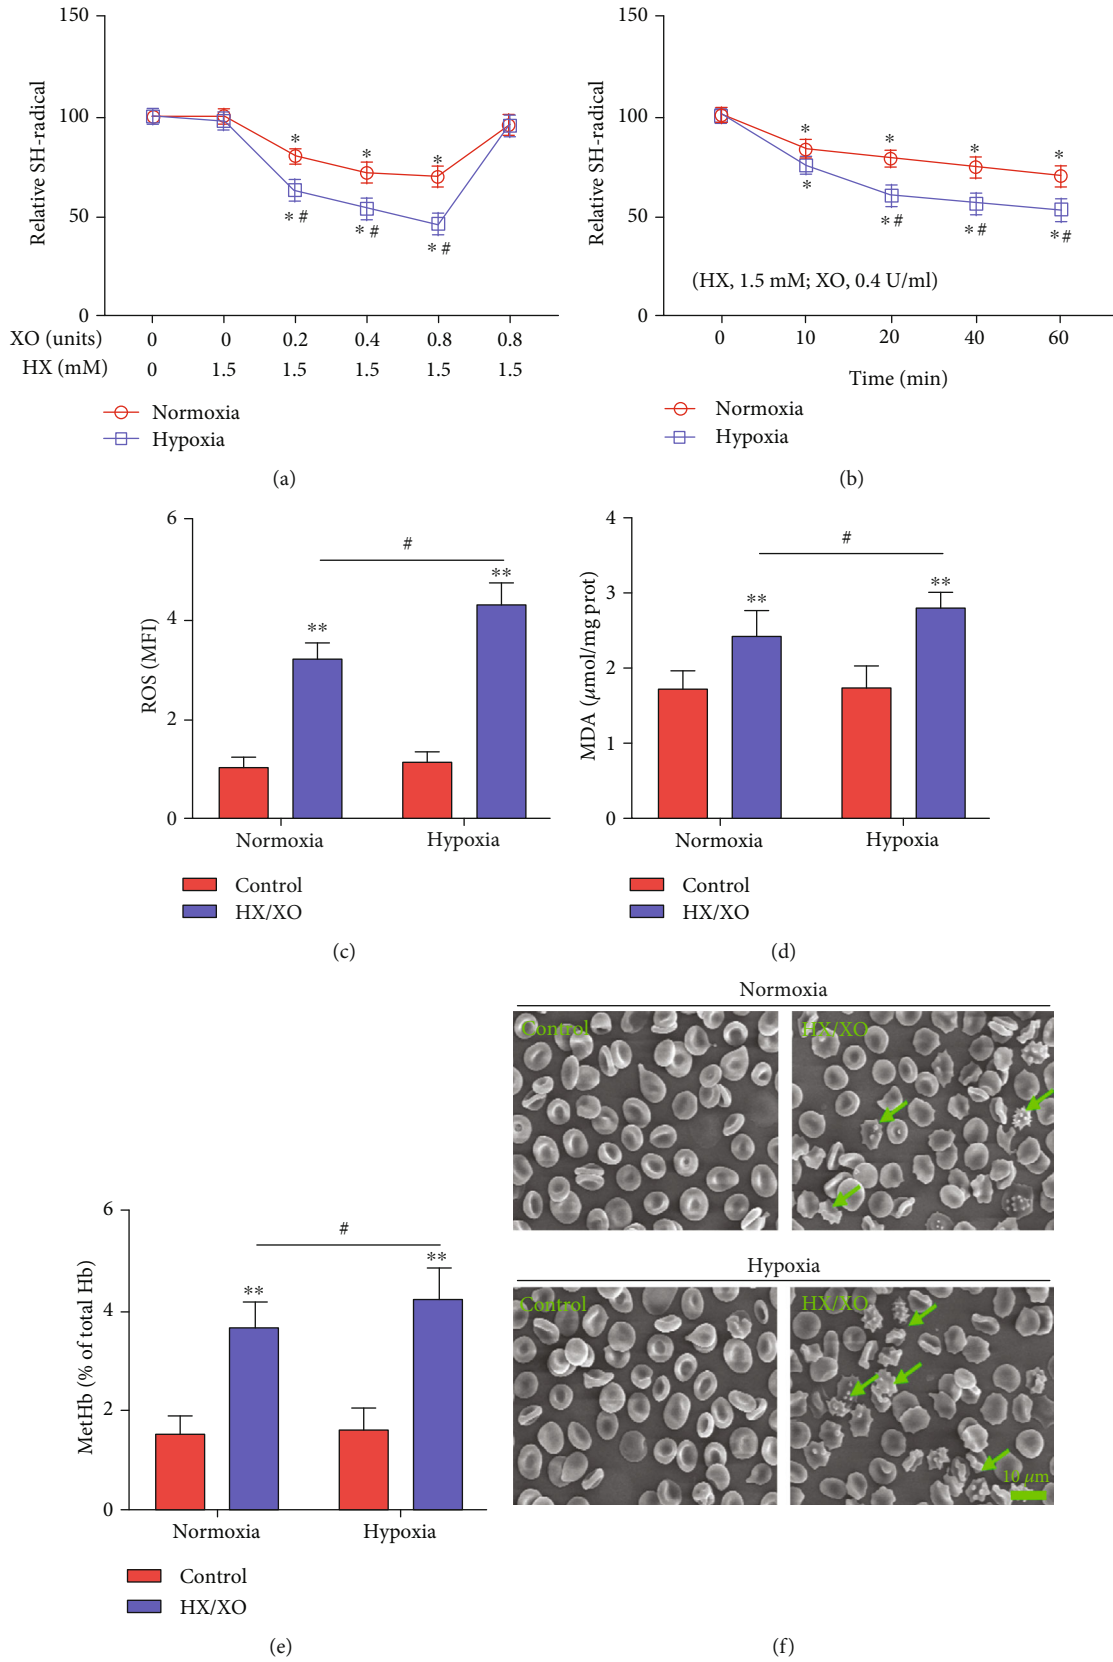 150
100
50
0
Relative SH-radical
* * *
* # * # * #
XO (units) 0 0 0.2 0.4 0.8 0.8
HX (mM) 0 1.5 1.5 1.5 1.5 1.5
Normoxia
Hypoxia
(a)
150
100
50
0
Relative SH-radical
* * * *
* * # * # * #
(HX, 1.5 mM; XO, 0.4 U/ml)
0 10 20 40 60
Time (min)
Normoxia
Hypoxia
(b)
6
4
2
0
ROS (MFI)
#
** **
Normoxia Hypoxia
Control
HX/XO
(c)
4
3
2
1
0
MDA (μmol/mg prot)
#
** **
Normoxia Hypoxia
Control
HX/XO
(d)
6
4
2
0
MetHb (% of total Hb)
#
** **
Normoxia Hypoxia
Control
HX/XO
(e)
Normoxia
Control HX/XO
Hypoxia
Control HX/XO
10 μm
(f)